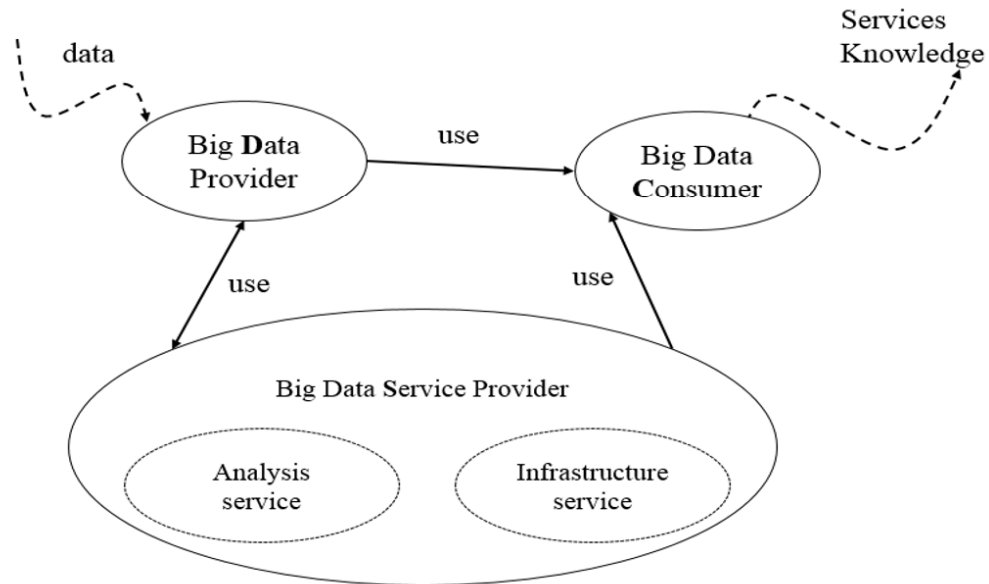 Services
Knowledge
data
use
Big Data
Provider
Big Data
Consumer
use
use
Big Data Service Provider
Analysis
service
Infrastructure
service